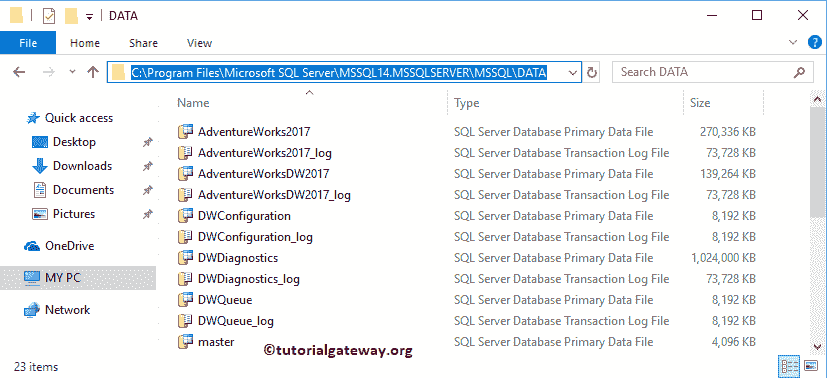 DATA
File Home Share View
C:\Program Files\Microsoft SQL Server\MSSQL14.MSSQLSERVER\MSSQL\DATA Search DATA
Quick access
Desktop
Downloads
Documents
Pictures
OneDrive
MY PC
Network
Name Type Size
AdventureWorks2017 SQL Server Database Primary Data File 270,336 KB
AdventureWorks2017_log SQL Server Database Transaction Log File 73,728 KB
AdventureWorksDW2017 SQL Server Database Primary Data File 139,264 KB
AdventureWorksDW2017_log SQL Server Database Transaction Log File 73,728 KB
DWConfiguration SQL Server Database Primary Data File 8,192 KB
DWConfiguration_log SQL Server Database Transaction Log File 8,192 KB
DWDiagnostics SQL Server Database Primary Data File 1,024,000 KB
DWDiagnostics_log SQL Server Database Transaction Log File 73,728 KB
DWQueue SQL Server Database Primary Data File 8,192 KB
DWQueue_log SQL Server Database Transaction Log File 8,192 KB
master SQL Server Database Primary Data File 4,096 KB
©tutorialgateway.org
23 items